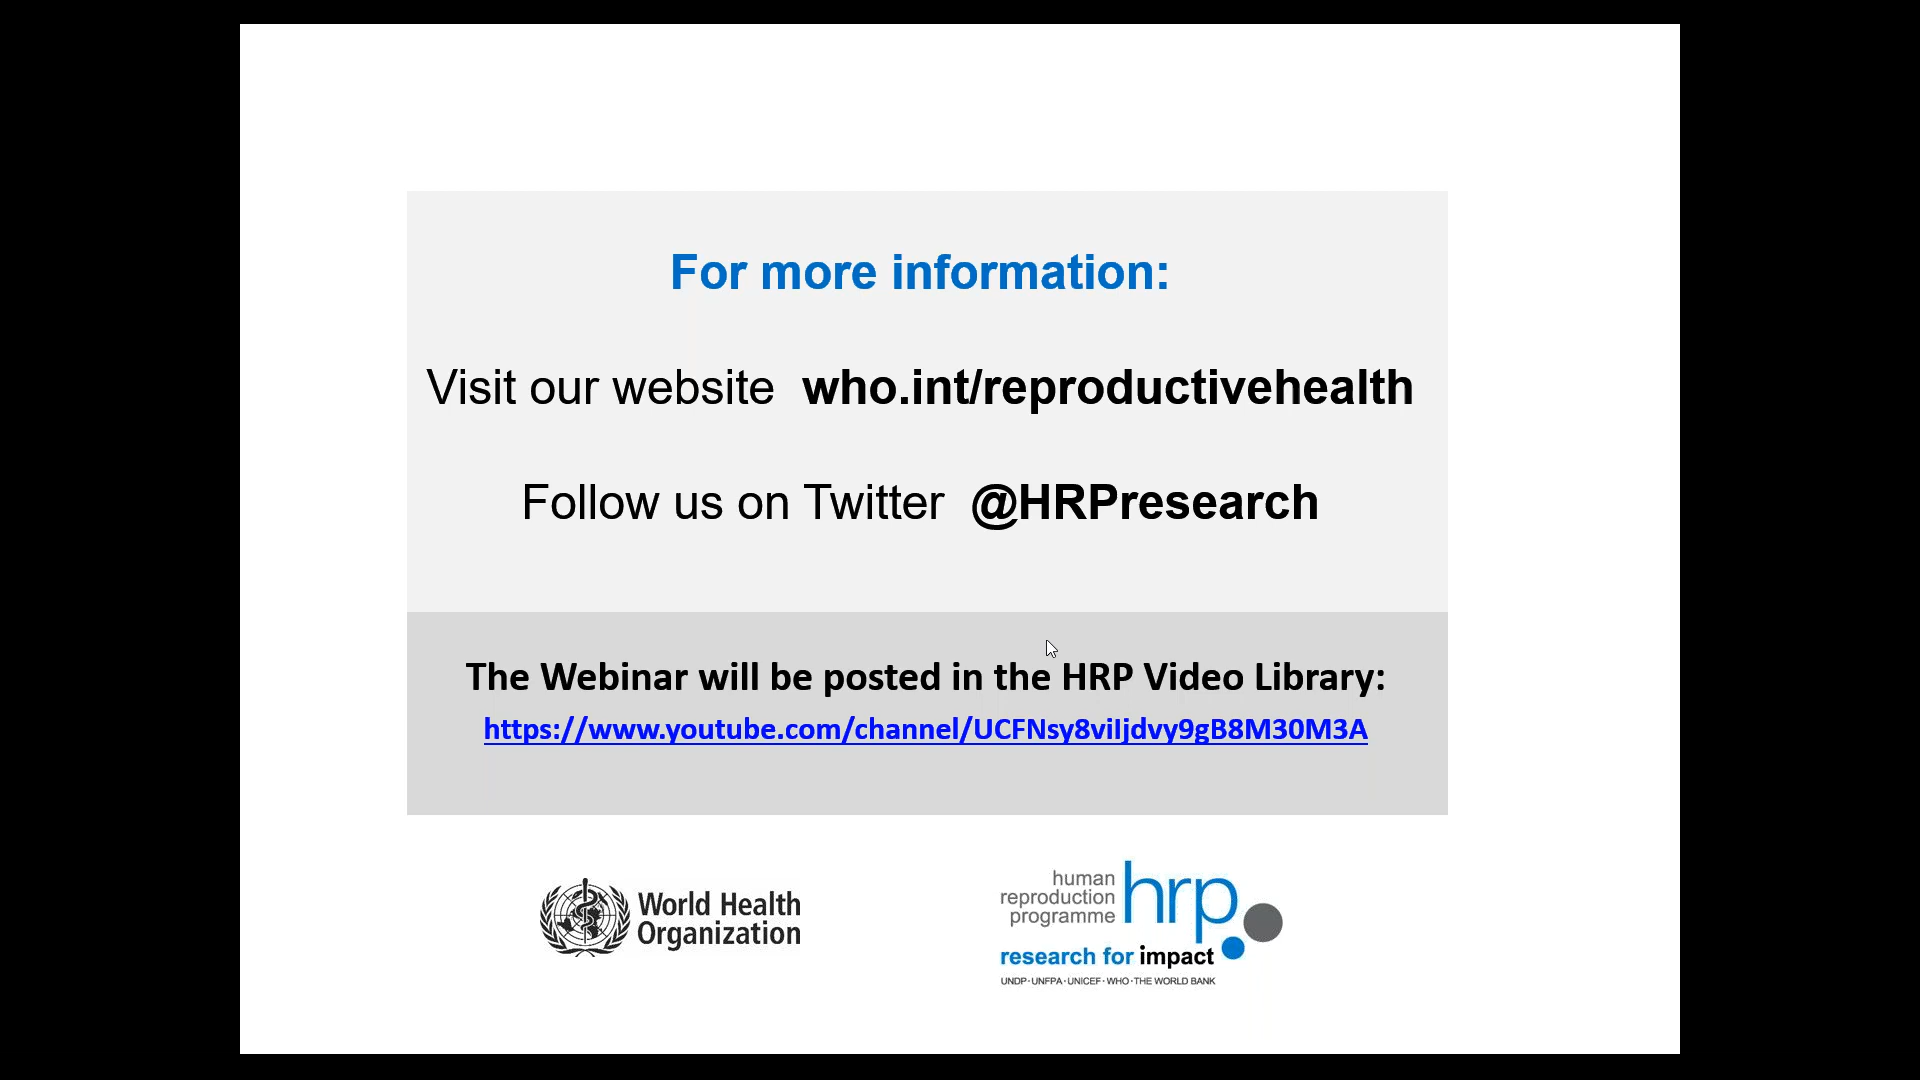 For more information:
Visit our website who.int/reproductivehealth
Follow us on Twitter @HRPresearch
The Webinar will be posted in the HRP Video Library:
https://www.youtube.com/channel/UCFNsy8viIjdvy9gB8M30M3A
World Health
Organization
human
reproduction
programme
hrp
research for impact
UNDP·UNFPA·UNICEF·WHO·THE WORLD BANK